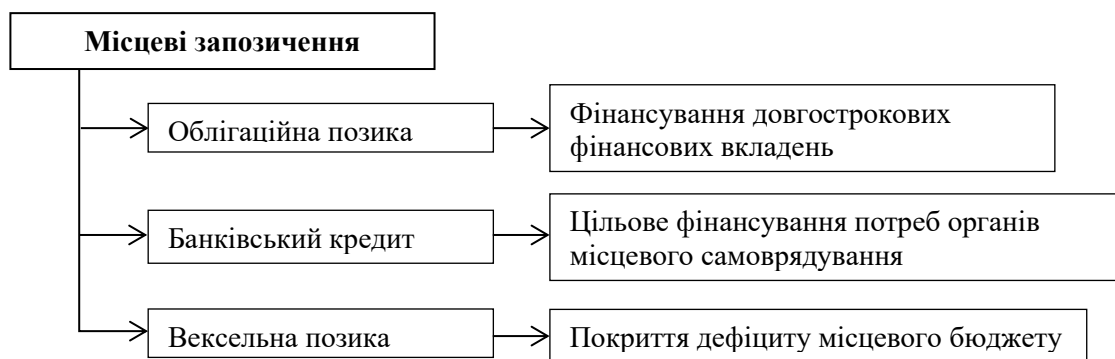 Місцеві запозичення
Облігаційна позика
Фінансування довгострокових
фінансових вкладень
Банківський кредит
Цільове фінансування потреб органів
місцевого самоврядування
Вексельна позика
Покриття дефіциту місцевого бюджету